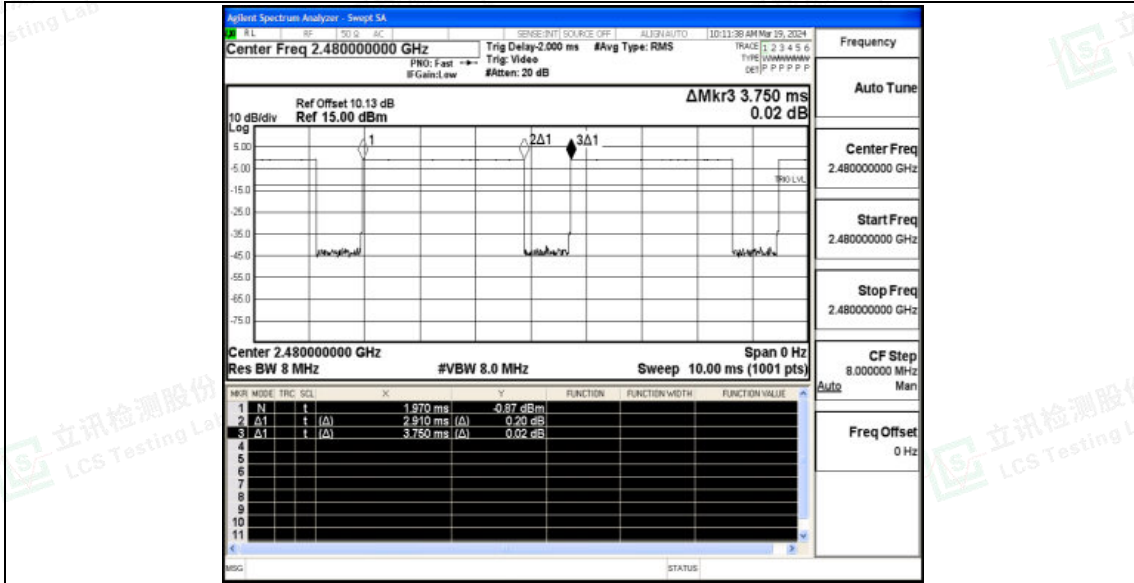 Agilent Spectrum Analyzer - Swept SA
RL RF 50 Ω AC SENSE:INT SOURCE OFF ALIGN AUTO 10:11:38 AM Mar 19, 2024
Center Freq 2.480000000 GHz
PNO: Fast
IFGain:Low
Trig Delay-2.000 ms #Avg Type: RMS
Trig: Video
#Atten: 20 dB
TRACE 1 2 3 4 5 6
TYPE WWWWWW
DET P P P P P P
Frequency
Auto Tune
Center Freq
2.480000000 GHz
Start Freq
2.480000000 GHz
Stop Freq
2.480000000 GHz
CF Step
8.000000 MHz
Auto Man
Freq Offset
0 Hz
ΔMkr3 3.750 ms
0.02 dB
Ref Offset 10.13 dB
10 dB/div Ref 15.00 dBm
Log
1 2Δ1 3Δ1
5.00
-5.00
TRIG LVL
-15.0
-25.0
-35.0
-45.0
-55.0
-65.0
-75.0
Center 2.480000000 GHz Span 0 Hz
Res BW 8 MHz #VBW 8.0 MHz Sweep 10.00 ms (1001 pts)
MKR MODE TRC SCL X Y FUNCTION FUNCTION WIDTH FUNCTION VALUE
1 N t 1.970 ms -0.87 dBm
2 Δ1 t (Δ) 2.910 ms (Δ) 0.20 dB
3 Δ1 t (Δ) 3.750 ms (Δ) 0.02 dB
4
5
6
7
8
9
10
11
MSG STATUS
立讯检测股份
LCS Testing Lab